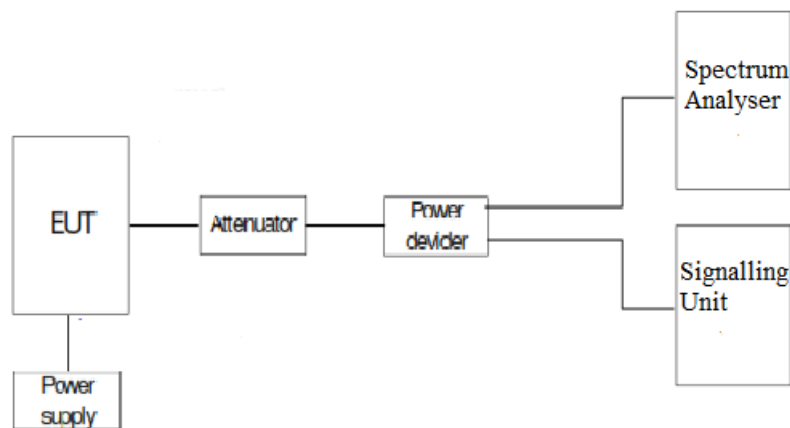 Spectrum
Analyser
EUT
Attenuator
Power
devider
Signalling
Unit
Power
supply